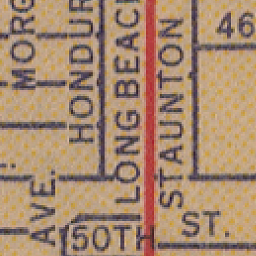 MORG
HONDUR
LONG BEACH
STAUNTON
46
AVE.
50TH ST.